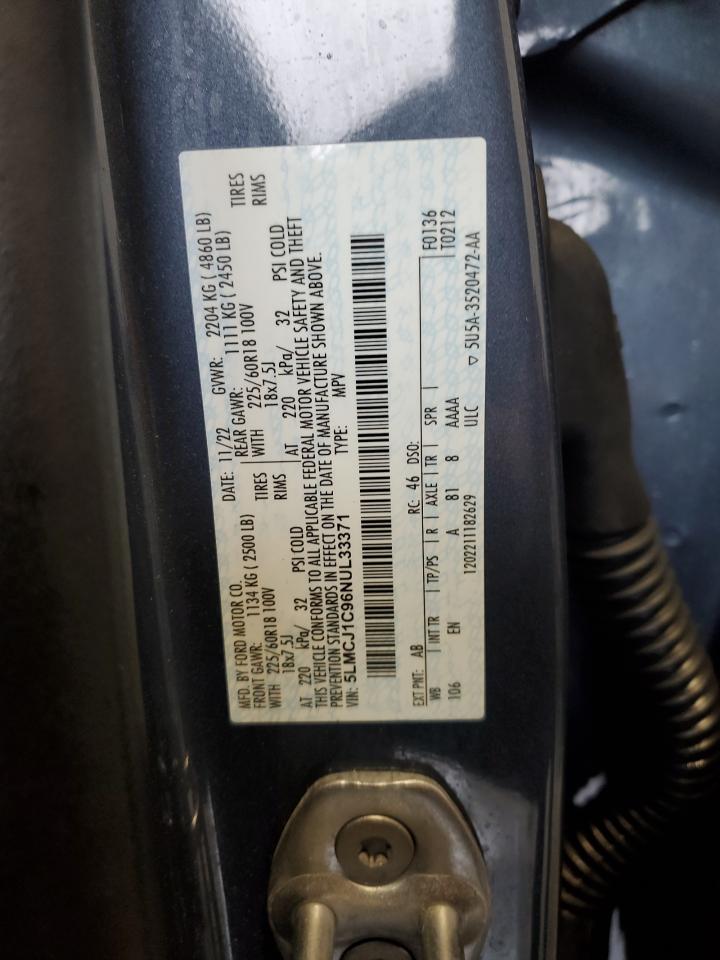 MFD. BY FORD MOTOR CO. DATE: 11/22 GVWR: 2204 KG ( 4860 LB)
FRONT GAWR: 1134 KG ( 2500 LB) REAR GAWR: 1111 KG ( 2450 LB)
WITH 225/60R18 100V TIRES WITH 225/60R18 100V TIRES
18x7.5J RIMS 18x7.5J RIMS
AT 220 kPa/ 32 PSI COLD AT 220 kPa/ 32 PSI COLD
THIS VEHICLE CONFORMS TO ALL APPLICABLE FEDERAL MOTOR VEHICLE SAFETY AND THEFT
PREVENTION STANDARDS IN EFFECT ON THE DATE OF MANUFACTURE SHOWN ABOVE.
VIN: 5LMCJ1C96NUL33371 TYPE: MPV
EXT PNT: AB RC: 46 DSO: F0136
WB INT TR TP/PS R AXLE TR SPR T0212
106 EN A 81 8 AAAA
1202211182629 ULC ▽ 5U5A-3520472-AA